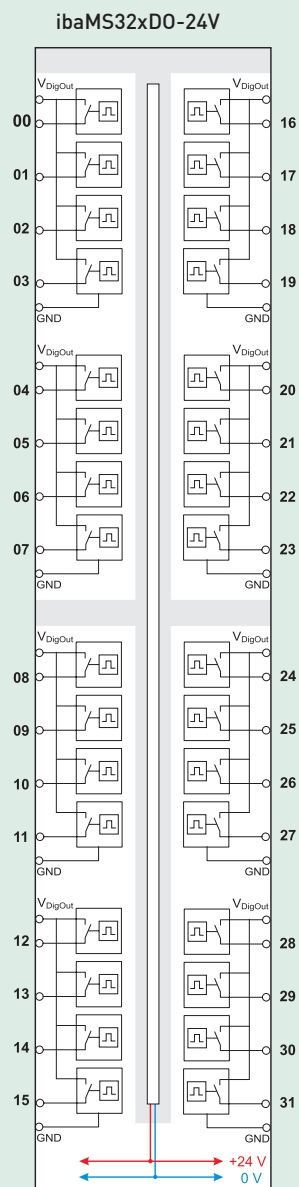 ibaMS32xDO-24V
VDigOut VDigOut
00 16
01 17
02 18
03 19
GND GND
VDigOut VDigOut
04 20
05 21
06 22
07 23
GND GND
VDigOut VDigOut
08 24
09 25
10 26
11 27
GND GND
VDigOut VDigOut
12 28
13 29
14 30
15 31
GND GND
+24 V
0 V